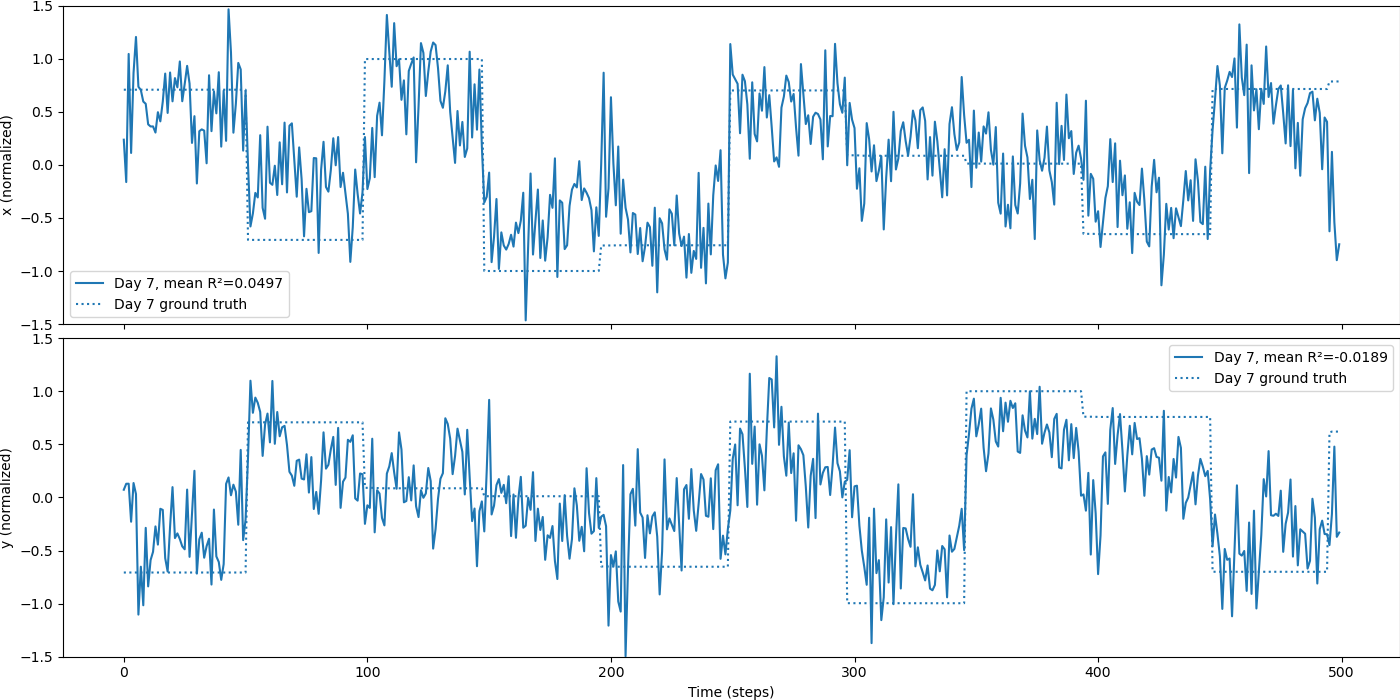 1.5
1.0
0.5
0.0
−0.5
−1.0
−1.5
x (normalized)
Day 7, mean R²=0.0497
Day 7 ground truth
1.5
1.0
0.5
0.0
−0.5
−1.0
−1.5
y (normalized)
Day 7, mean R²=-0.0189
Day 7 ground truth
0 100 200 300 400 500
Time (steps)